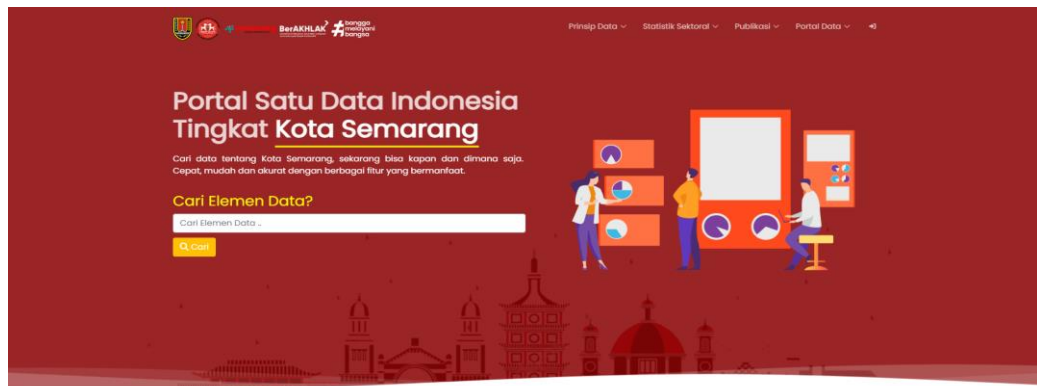 BerAKHLAK
#bangga
melayani
bangsa
Prinsip Data
Statistik Sektoral
Publikasi
Portal Data
Portal Satu Data Indonesia
Tingkat Kota Semarang
Cari data tentang Kota Semarang, sekarang bisa kapan dan dimana saja.
Cepat, mudah dan akurat dengan berbagai fitur yang bermanfaat.
Cari Elemen Data?
Cari Elemen Data ..
Cari